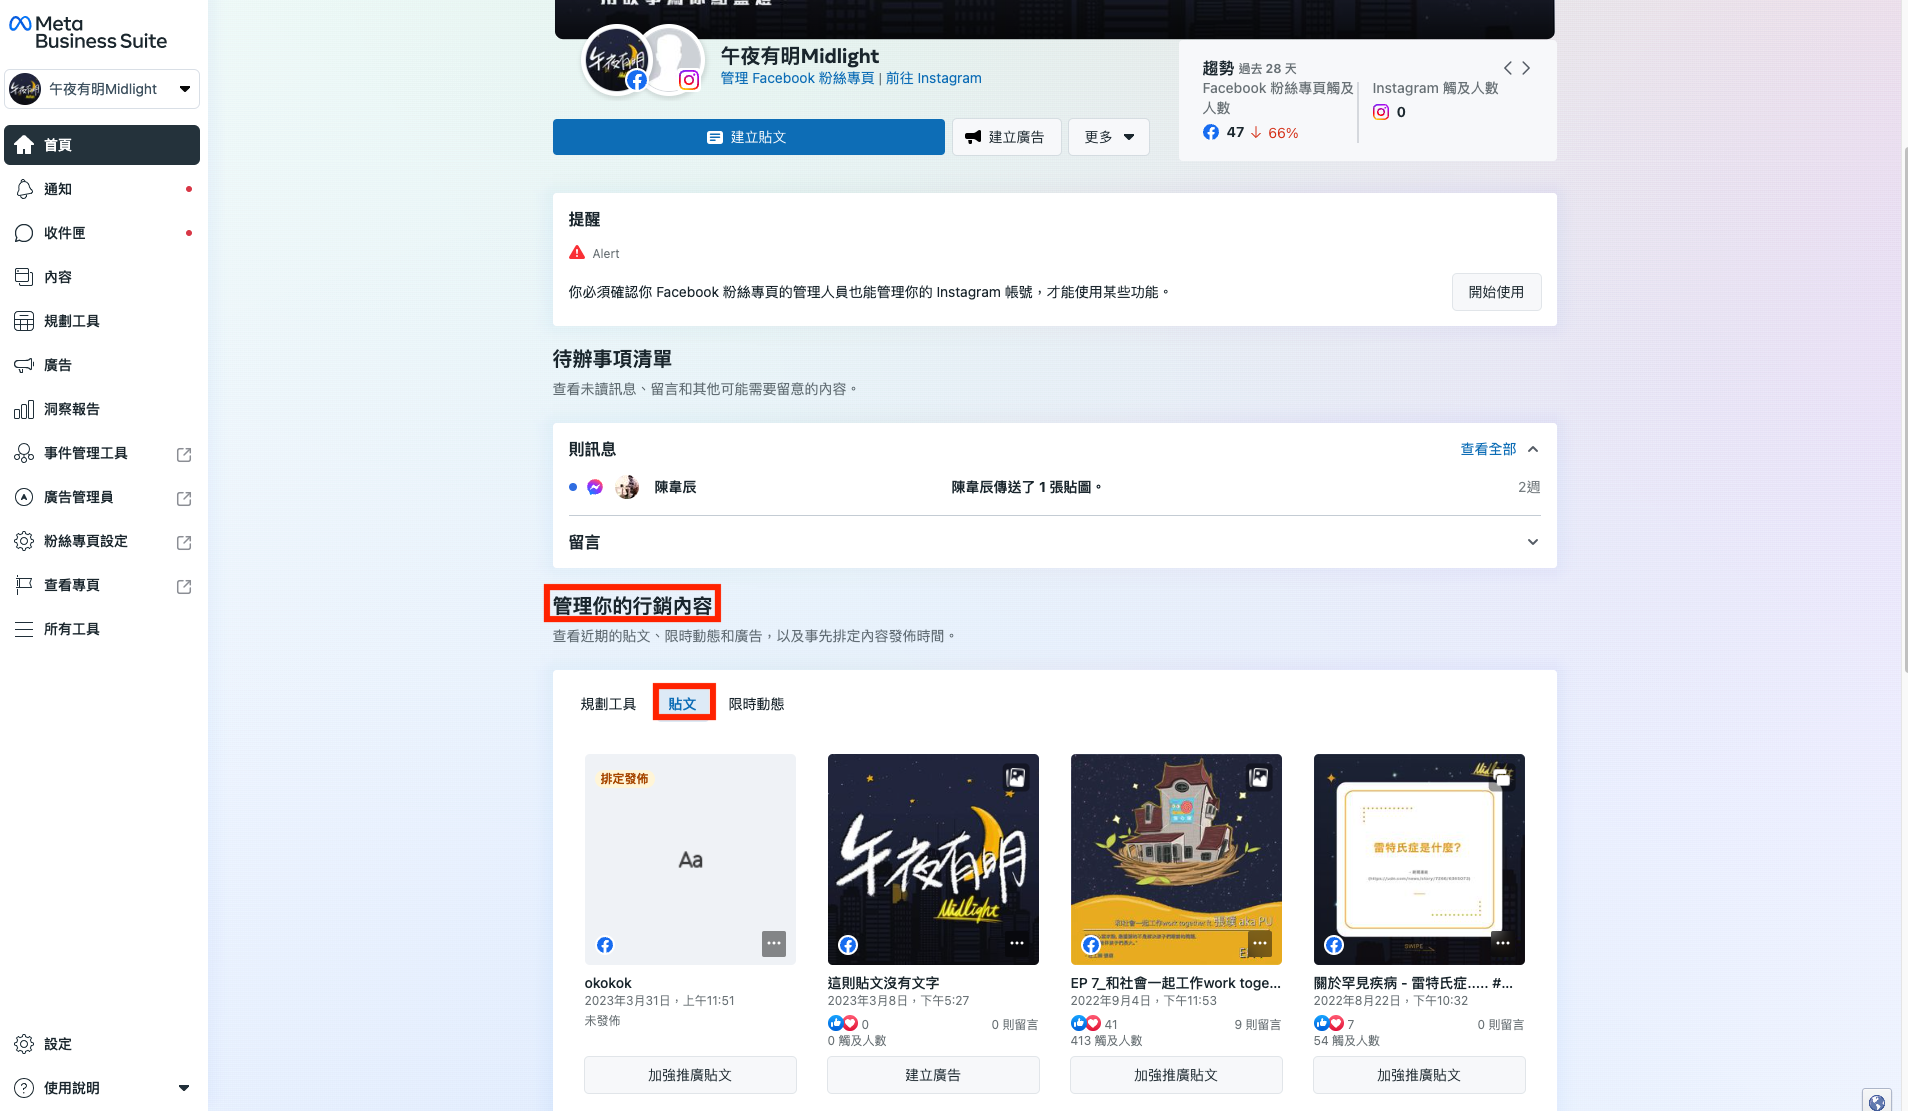 Meta
Business Suite
午夜有明Midlight
首頁
通知
收件匣
內容
規劃工具
廣告
洞察報告
事件管理工具
廣告管理員
粉絲專頁設定
查看專頁
所有工具
設定
使用說明
午夜有明Midlight
管理 Facebook 粉絲專頁 | 前往 Instagram
建立貼文
建立廣告
更多
趨勢 過去 28 天
Facebook 粉絲專頁觸及人數
47 ↓ 66%
Instagram 觸及人數
0
提醒
Alert
你必須確認你 Facebook 粉絲專頁的管理人員也能管理你的 Instagram 帳號，才能使用某些功能。
開始使用
待辦事項清單
查看未讀訊息、留言和其他可能需要留意的內容。
則訊息
查看全部
陳韋辰
陳韋辰傳送了 1 張貼圖。
2週
留言
管理你的行銷內容
查看近期的貼文、限時動態和廣告，以及事先排定內容發佈時間。
規劃工具
貼文
限時動態
排定發佈
Aa
okokok
2023年3月31日，上午11:51
未發佈
加強推廣貼文
午夜有明
Midlight
這則貼文沒有文字
2023年3月8日，下午5:27
0
0 則留言
0 觸及人數
建立廣告
和社會一起工作work together ft. 張瑛 aka PU
EP 7_和社會一起工作work toge...
2022年9月4日，下午11:53
41
9 則留言
413 觸及人數
加強推廣貼文
Midlight
雷特氏症是什麼?
SWIPE
關於罕見疾病 - 雷特氏症..... #...
2022年8月22日，下午10:32
7
0 則留言
54 觸及人數
加強推廣貼文